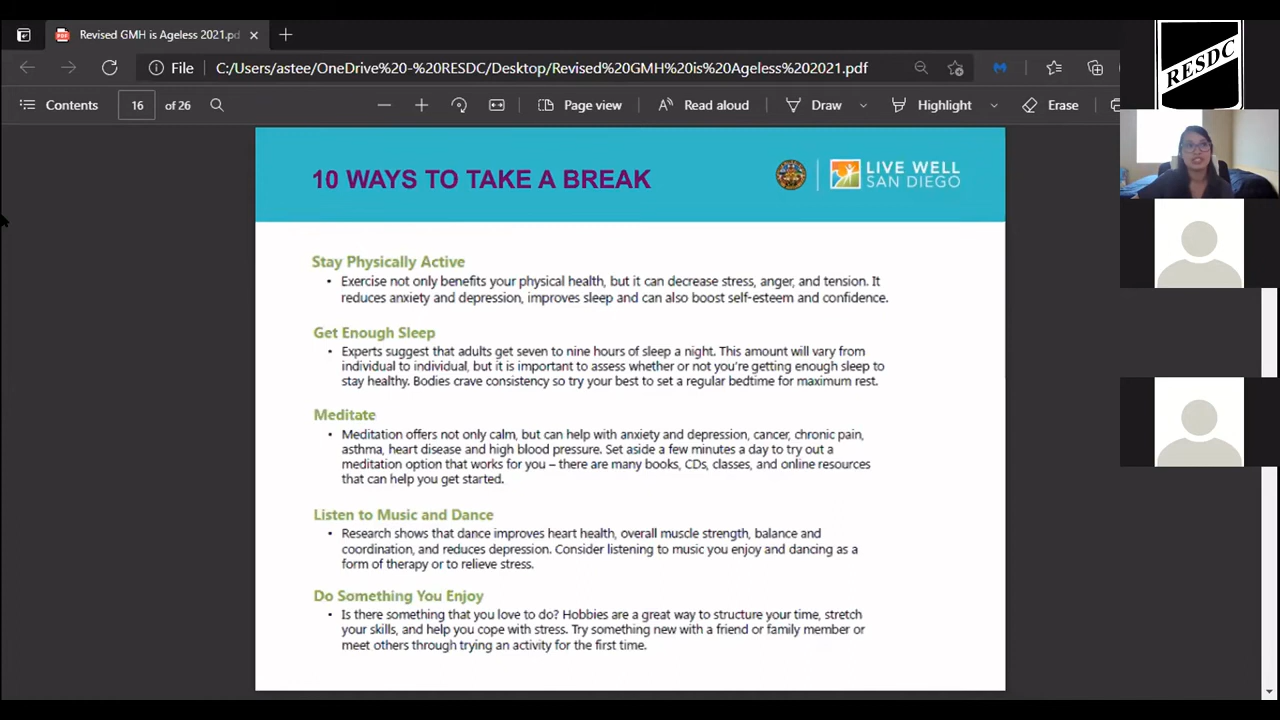 Revised GMH is Ageless 2021.pd
File
C:/Users/astee/OneDrive%20-%20RESDC/Desktop/Revised%20GMH%20is%20Ageless%202021.pdf
Contents
16
of 26
Page view
Read aloud
Draw
Highlight
Erase
RESDC
10 WAYS TO TAKE A BREAK
LIVE WELL
SAN DIEGO
Stay Physically Active
• Exercise not only benefits your physical health, but it can decrease stress, anger, and tension. It
reduces anxiety and depression, improves sleep and can also boost self-esteem and confidence.
Get Enough Sleep
• Experts suggest that adults get seven to nine hours of sleep a night. This amount will vary from
individual to individual, but it is important to assess whether or not you're getting enough sleep to
stay healthy. Bodies crave consistency so try your best to set a regular bedtime for maximum rest.
Meditate
• Meditation offers not only calm, but can help with anxiety and depression, cancer, chronic pain,
asthma, heart disease and high blood pressure. Set aside a few minutes a day to try out a
meditation option that works for you – there are many books, CDs, classes, and online resources
that can help you get started.
Listen to Music and Dance
• Research shows that dance improves heart health, overall muscle strength, balance and
coordination, and reduces depression. Consider listening to music you enjoy and dancing as a
form of therapy or to relieve stress.
Do Something You Enjoy
• Is there something that you love to do? Hobbies are a great way to structure your time, stretch
your skills, and help you cope with stress. Try something new with a friend or family member or
meet others through trying an activity for the first time.